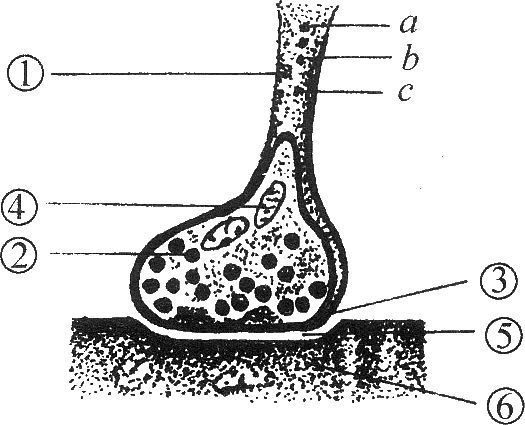 a
① b
c
④
②
③
⑤
⑥